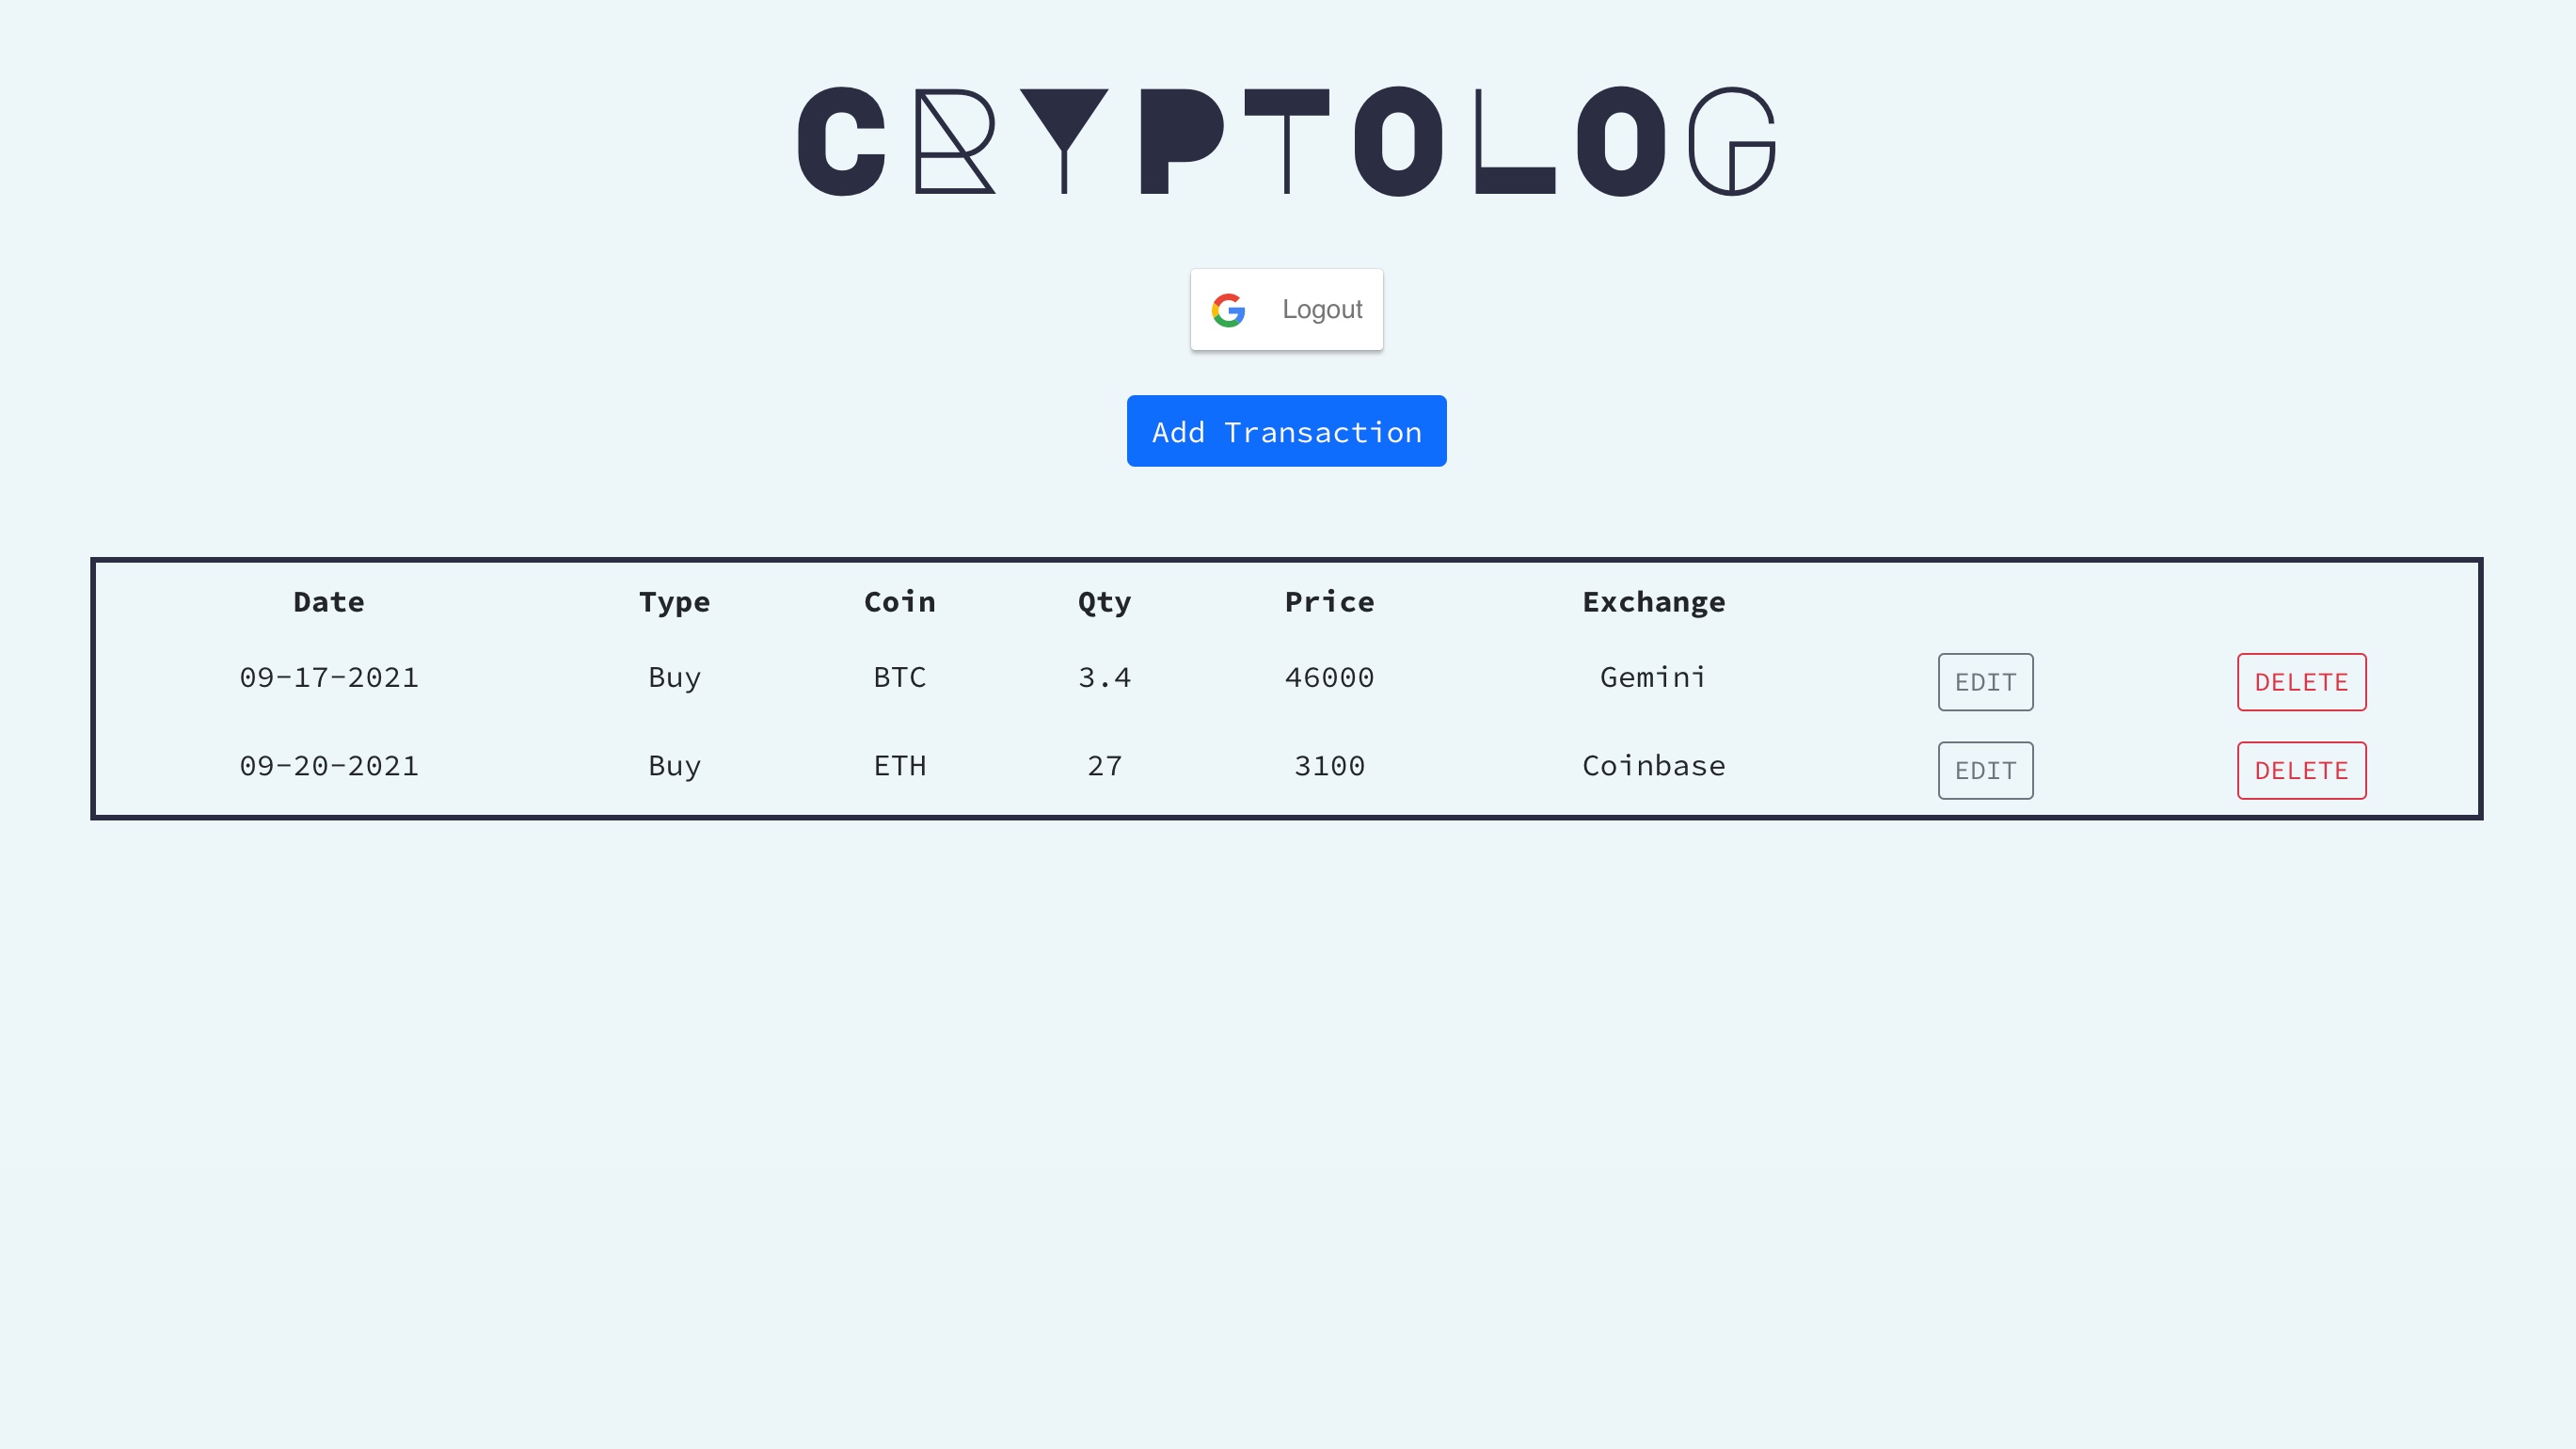 CRYPTOLOG
Logout
Add Transaction
Date Type Coin Qty Price Exchange
09-17-2021 Buy BTC 3.4 46000 Gemini EDIT DELETE
09-20-2021 Buy ETH 27 3100 Coinbase EDIT DELETE